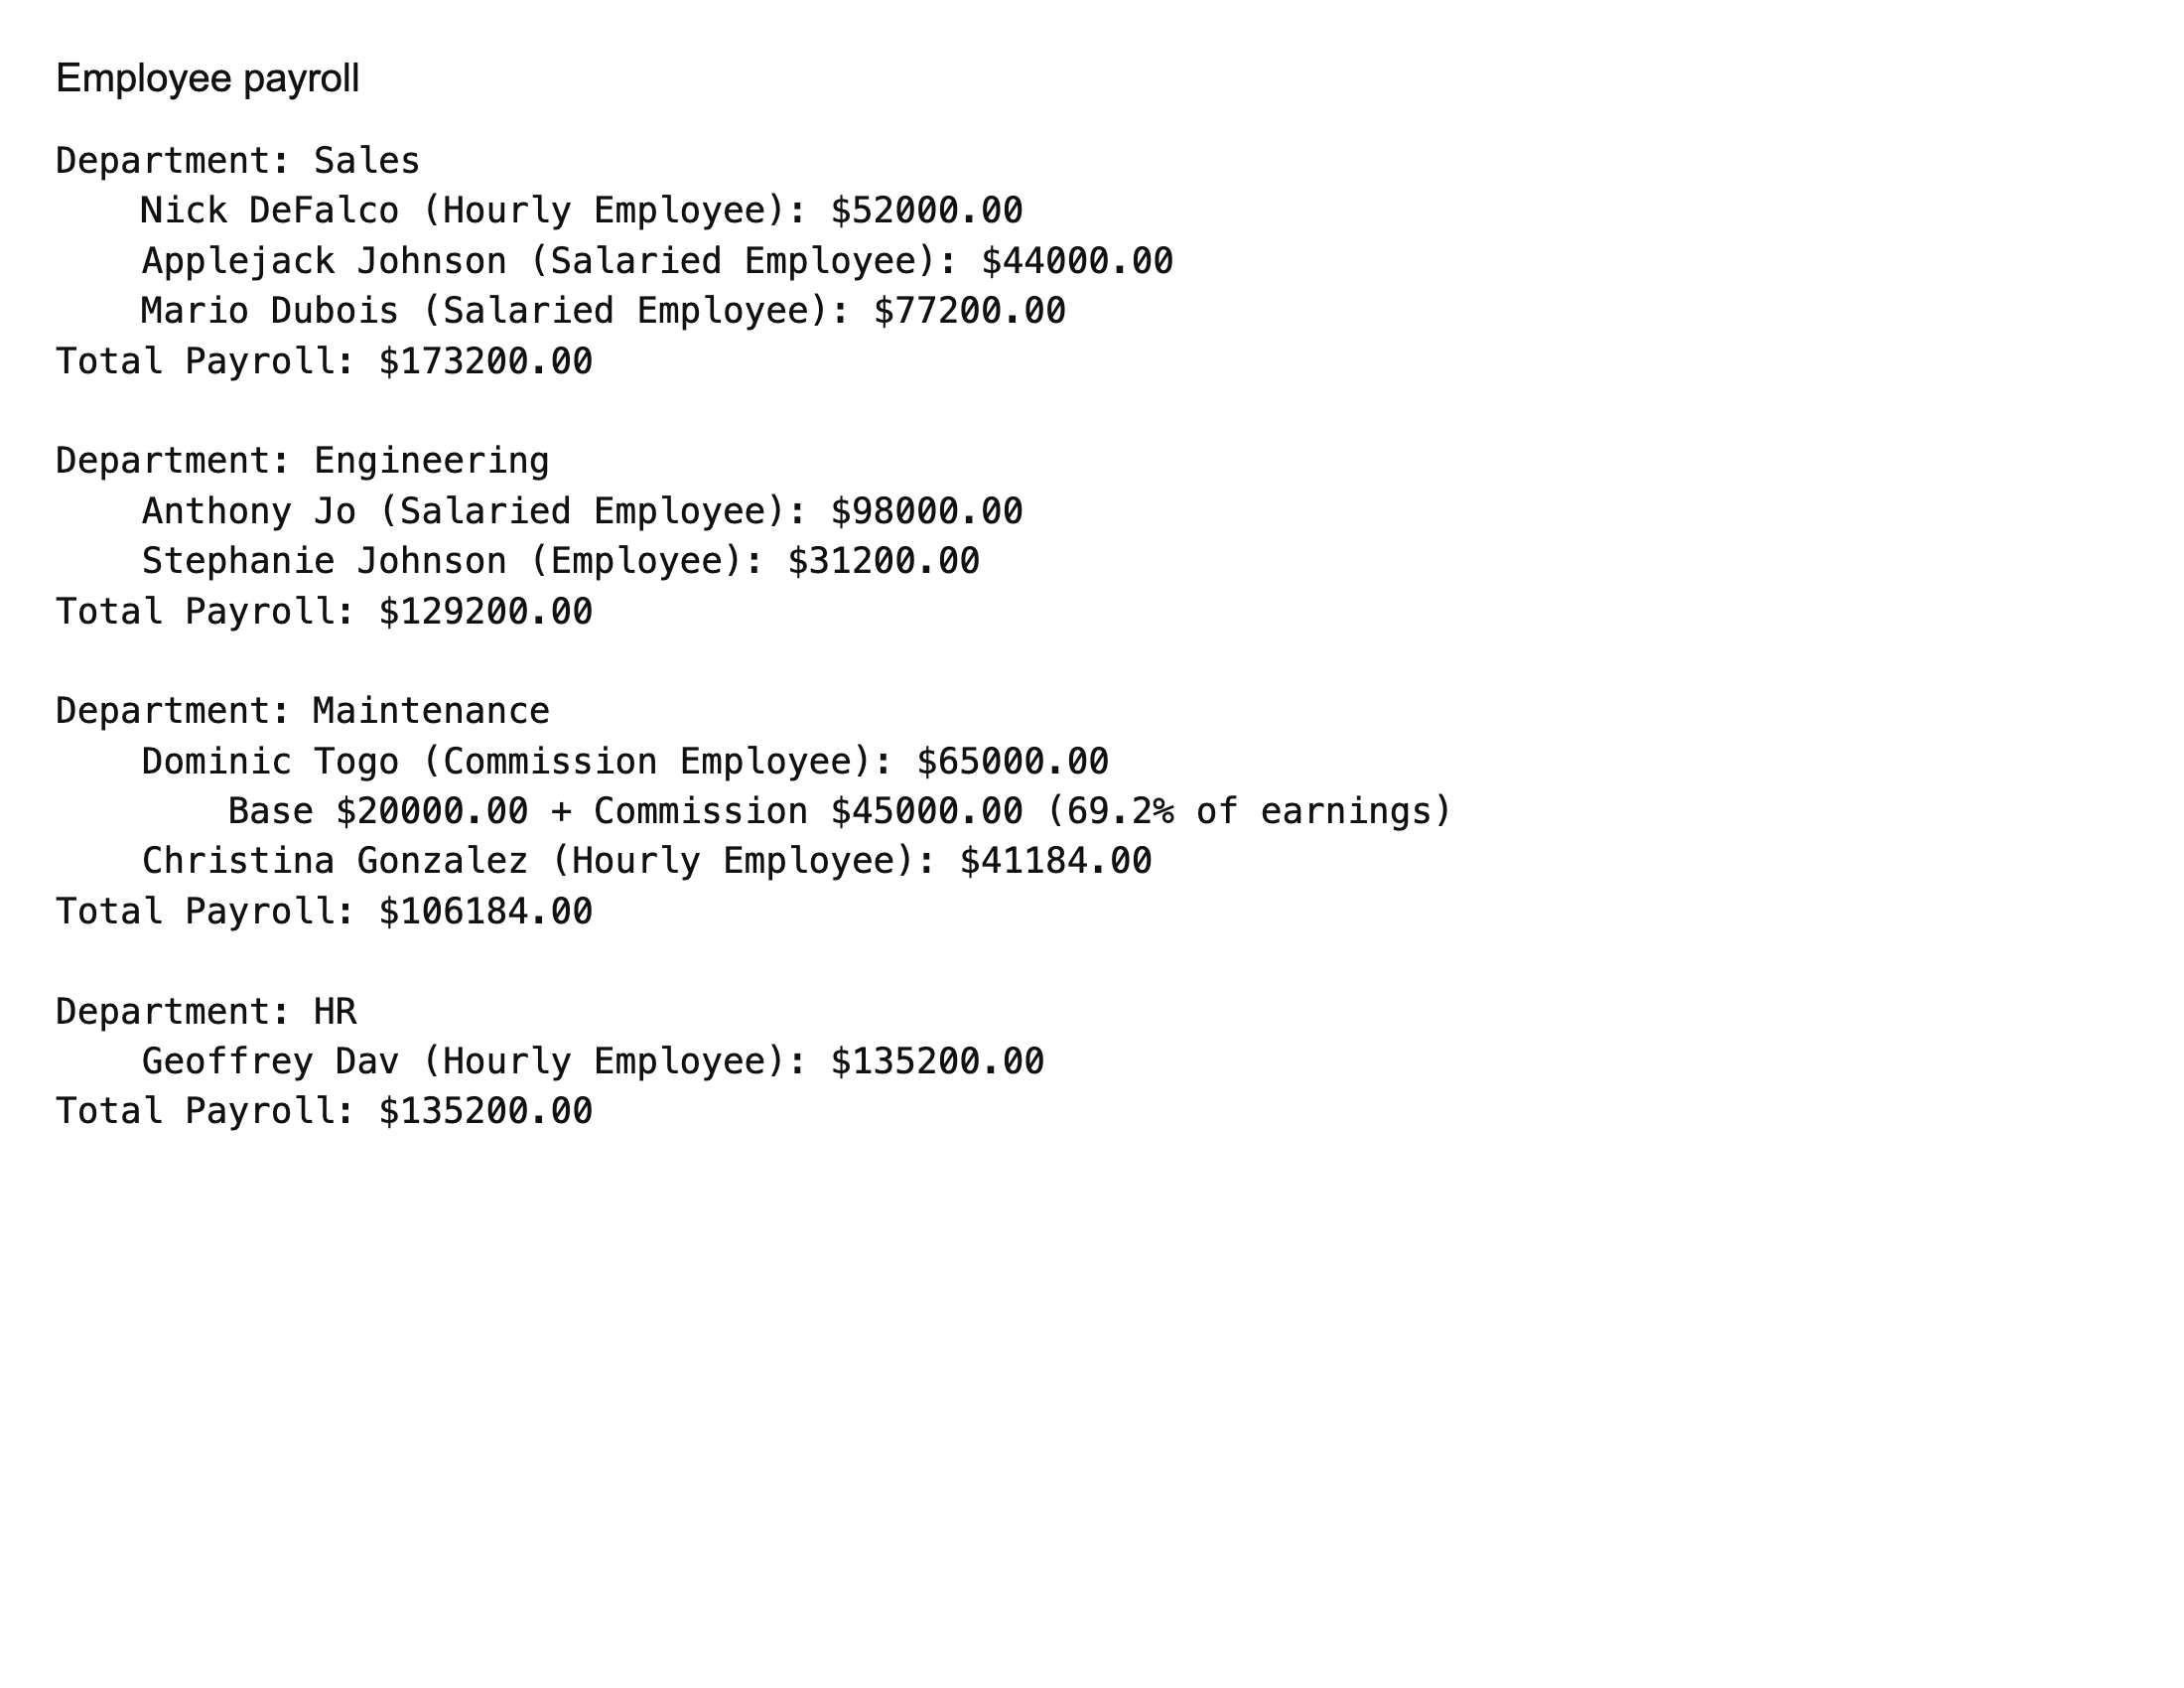 Employee payroll
Department: Sales
Nick DeFalco (Hourly Employee): $52000.00
Applejack Johnson (Salaried Employee): $44000.00
Mario Dubois (Salaried Employee): $77200.00
Total Payroll: $173200.00
Department: Engineering
Anthony Jo (Salaried Employee): $98000.00
Stephanie Johnson (Employee): $31200.00
Total Payroll: $129200.00
Department: Maintenance
Dominic Togo (Commission Employee): $65000.00
Base $20000.00 + Commission $45000.00 (69.2% of earnings)
Christina Gonzalez (Hourly Employee): $41184.00
Total Payroll: $106184.00
Department: HR
Geoffrey Dav (Hourly Employee): $135200.00
Total Payroll: $135200.00